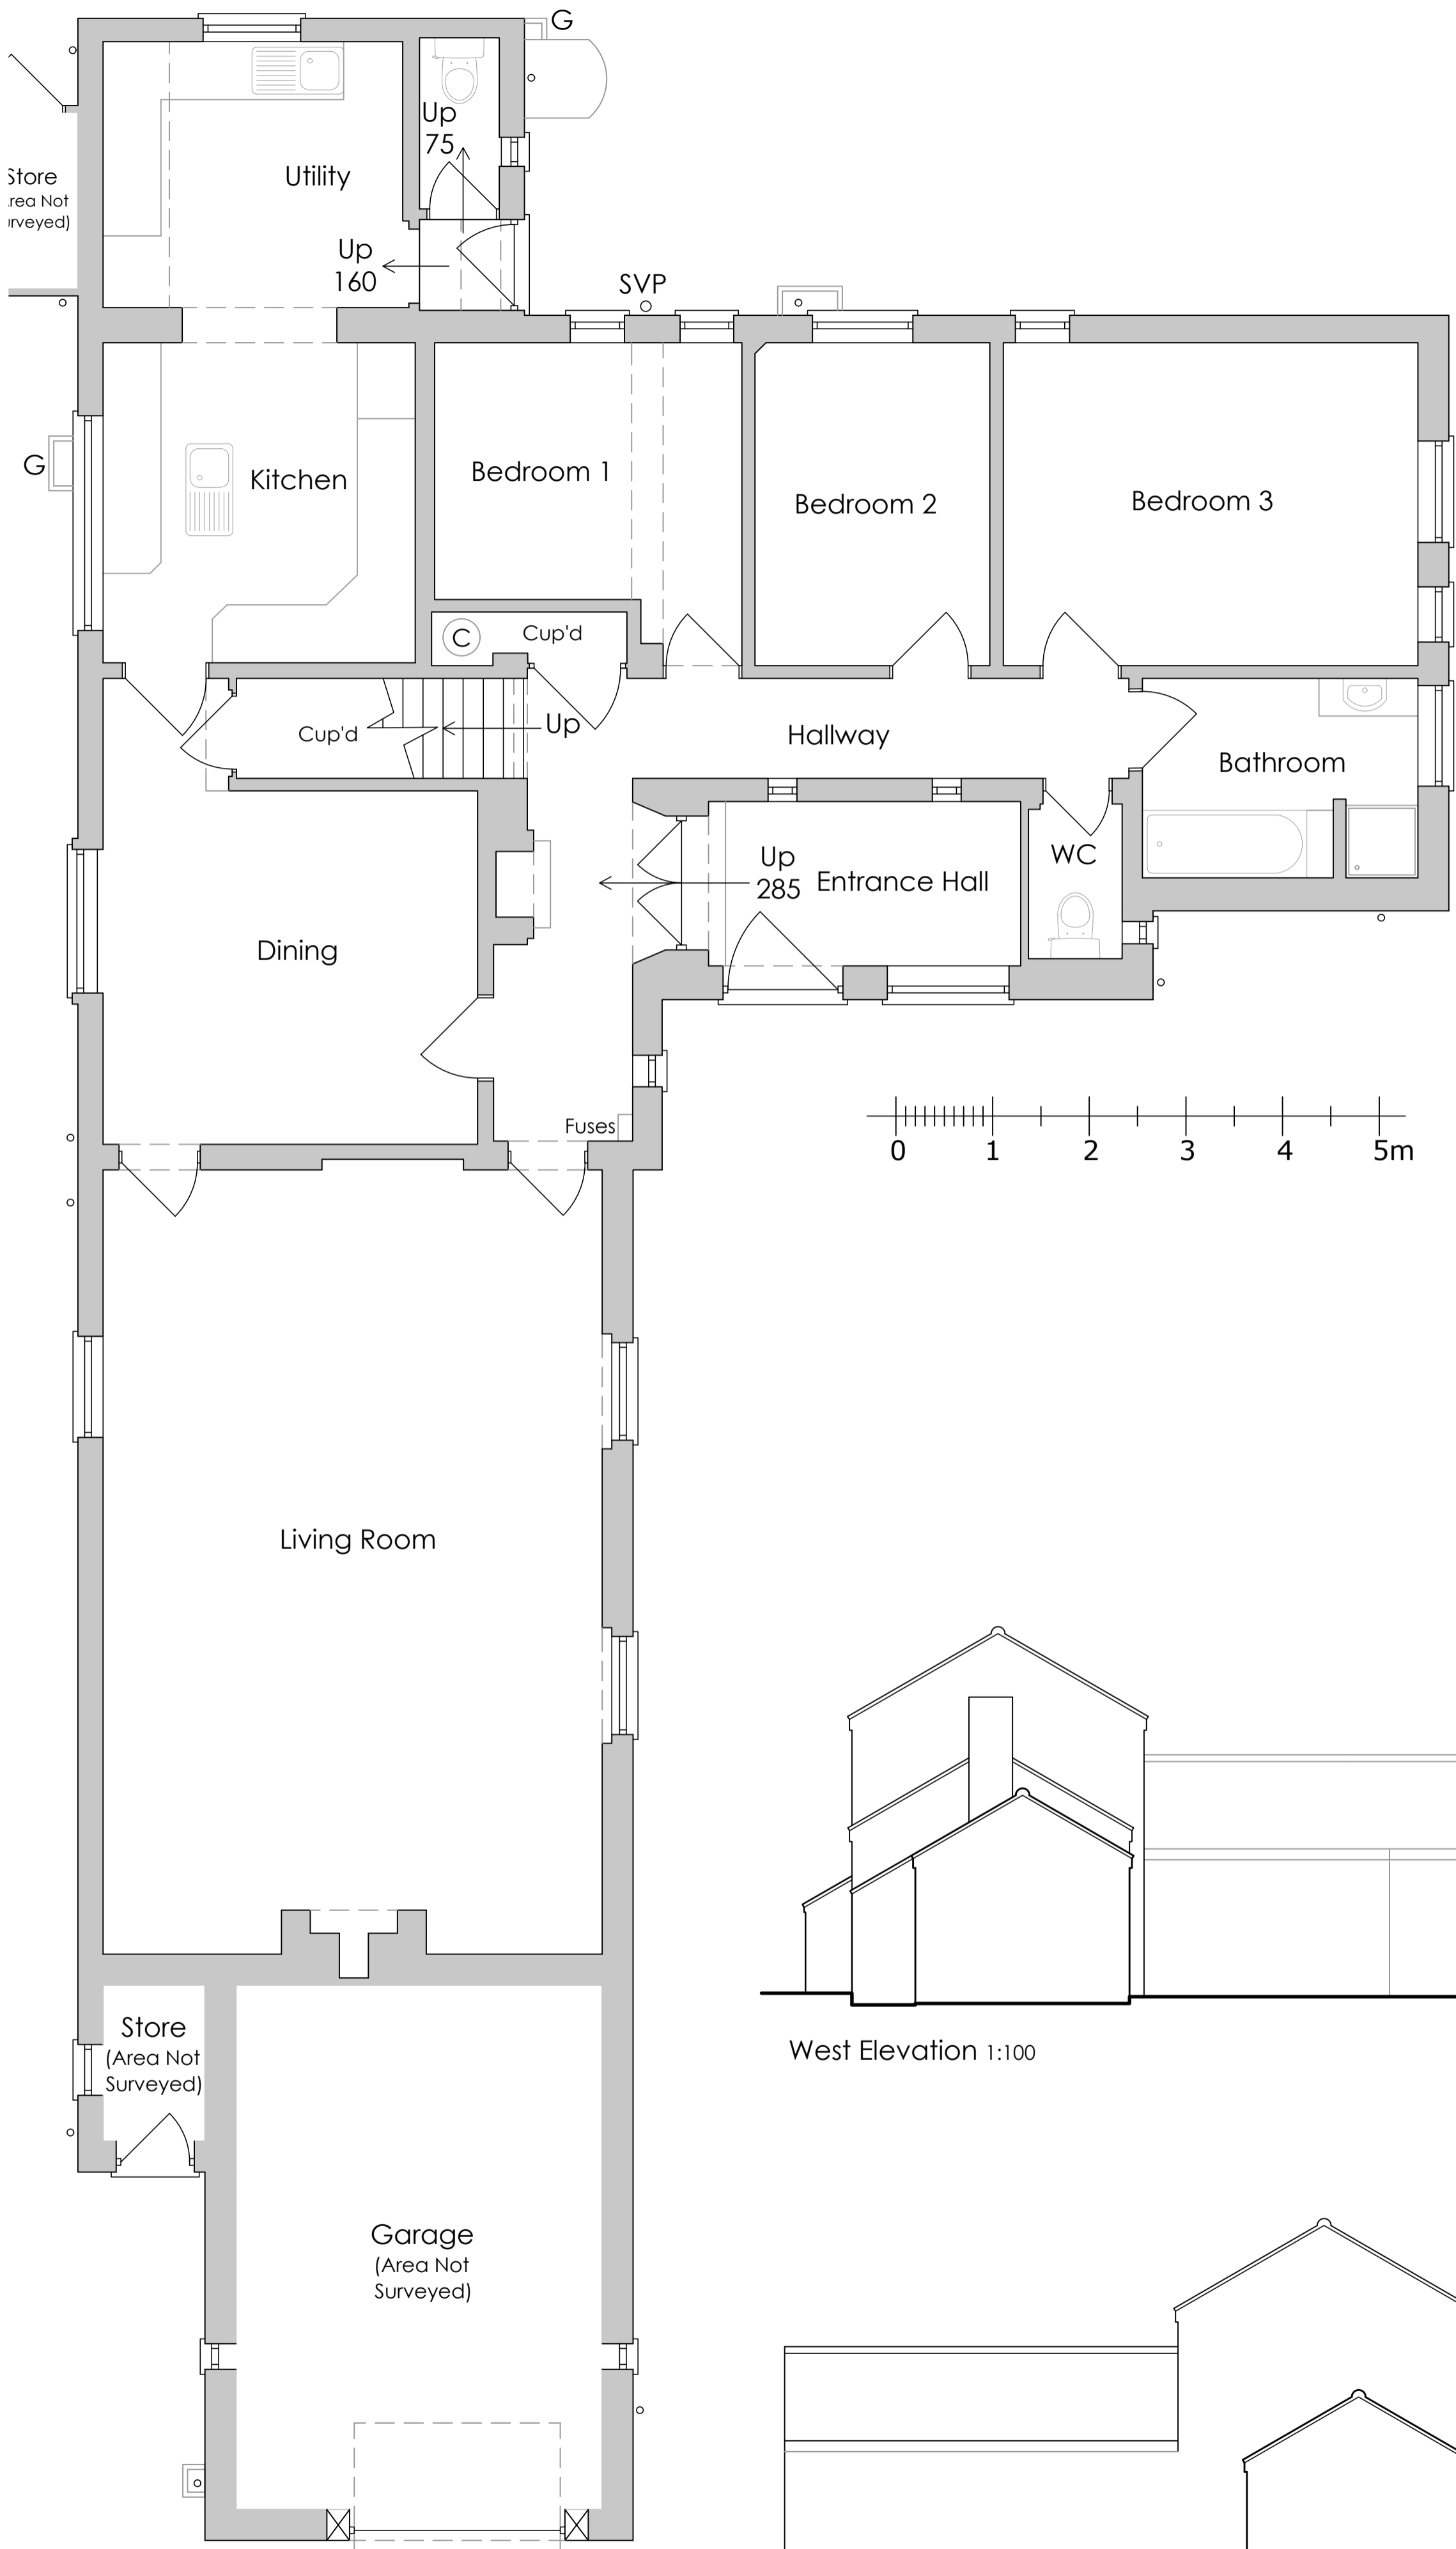 G
Up
75
Utility
Store
Surveyed)
Up
160
SVP
G
Kitchen
Bedroom 1
Bedroom 2
Bedroom 3
C
Cup'd
Cup'd
Up
Hallway
Bathroom
Up
285
Entrance Hall
WC
Dining
Fuses
0 1 2 3 4 5m
Living Room
West Elevation 1:100
Store
(Area Not
Surveyed)
Garage
(Area Not
Surveyed)